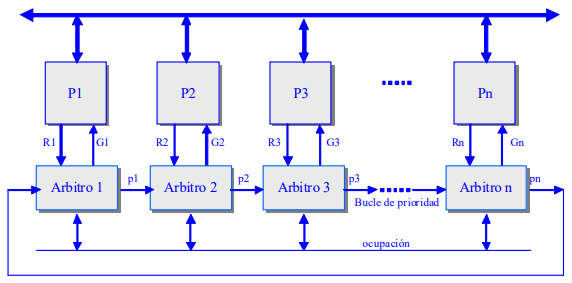 P1
P2
P3
Pn
R1
G1
R2
G2
R3
G3
Rn
Gn
Arbitro 1
p1
Arbitro 2
p2
Arbitro 3
p3
Arbitro n
pn
Bucle de prioridad
ocupación